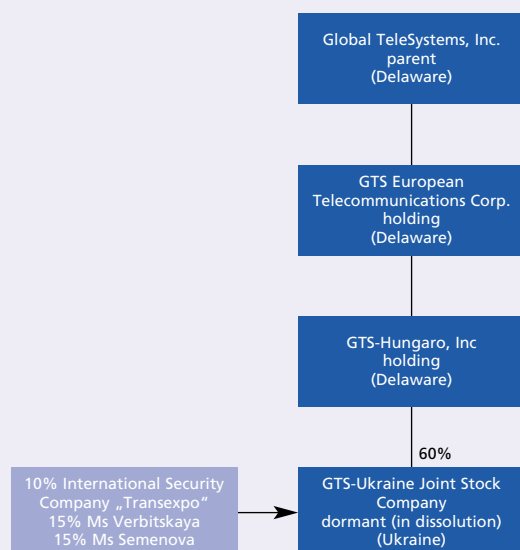 Global TeleSystems, Inc.
parent
(Delaware)
GTS European
Telecommunications Corp.
holding
(Delaware)
GTS-Hungaro, Inc
holding
(Delaware)
60%
10% International Security
Company „Transexpo“
15% Ms Verbitskaya
15% Ms Semenova
GTS-Ukraine Joint Stock
Company
dormant (in dissolution)
(Ukraine)